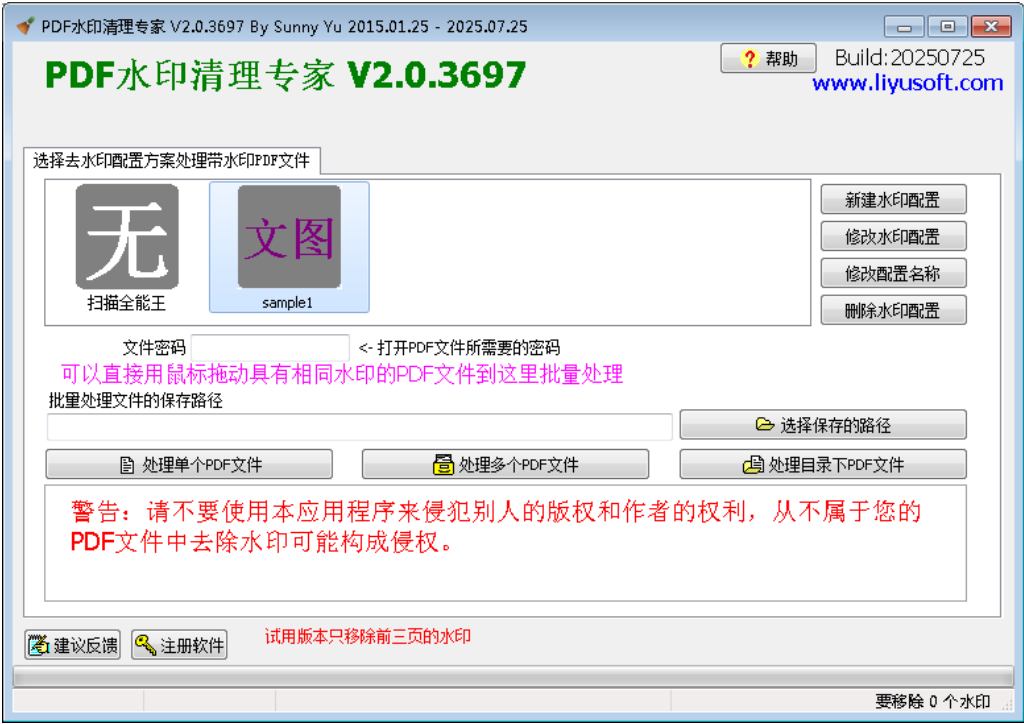 PDF水印清理专家 V2.0.3697 By Sunny Yu 2015.01.25 - 2025.07.25
PDF水印清理专家 V2.0.3697
? 帮助
Build:20250725
www.liyusoft.com
选择去水印配置方案处理带水印PDF文件
无
文图
扫描全能王
sample1
新建水印配置
修改水印配置
修改配置名称
删除水印配置
文件密码
<- 打开PDF文件所需要的密码
可以直接用鼠标拖动具有相同水印的PDF文件到这里批量处理
批量处理文件的保存路径
选择保存的路径
处理单个PDF文件
处理多个PDF文件
处理目录下PDF文件
警告：请不要使用本应用程序来侵犯别人的版权和作者的权利，从不属于您的
PDF文件中去除水印可能构成侵权。
建议反馈
注册软件
试用版本只移除前三页的水印
要移除 0 个水印